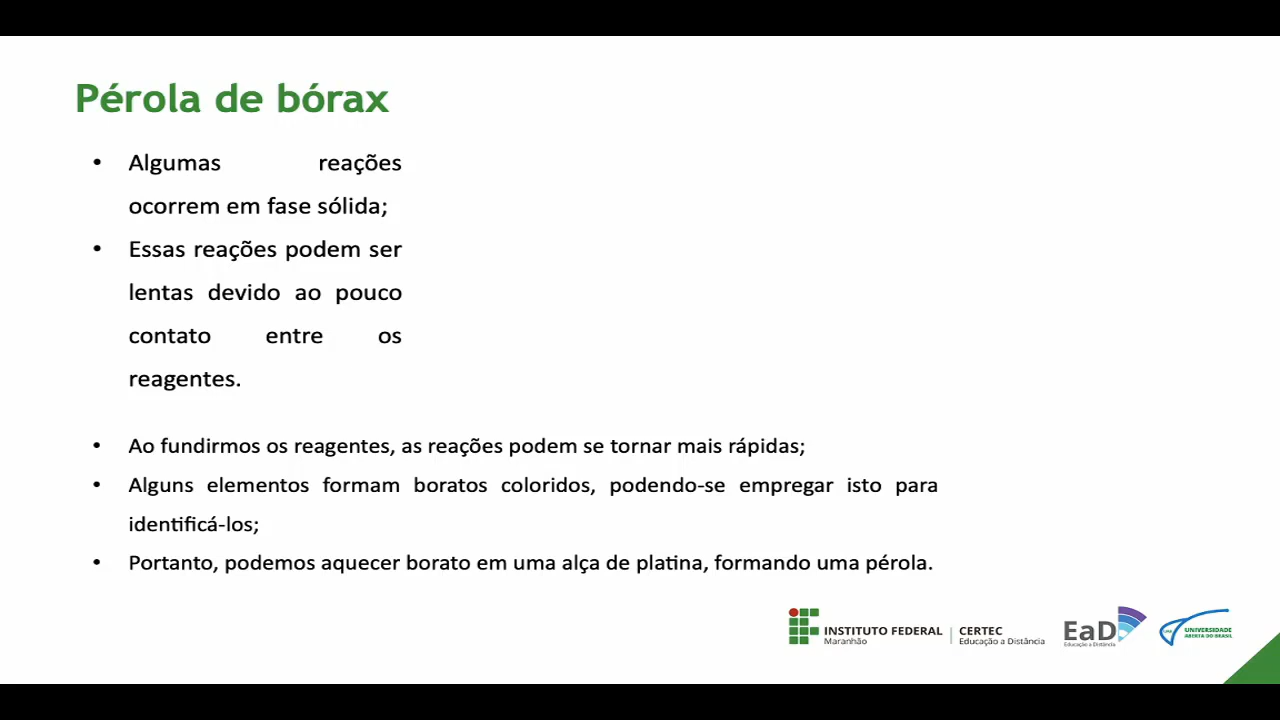 Pérola de bórax
• Algumas reações
ocorrem em fase sólida;
• Essas reações podem ser
lentas devido ao pouco
contato entre os
reagentes.
• Ao fundirmos os reagentes, as reações podem se tornar mais rápidas;
• Alguns elementos formam boratos coloridos, podendo-se empregar isto para
identificá-los;
• Portanto, podemos aquecer borato em uma alça de platina, formando uma pérola.
INSTITUTO FEDERAL
Maranhão
CERTEC
Educação a Distância
EaD
Educação a Distância
UNIVERSIDADE
ABERTA DO BRASIL